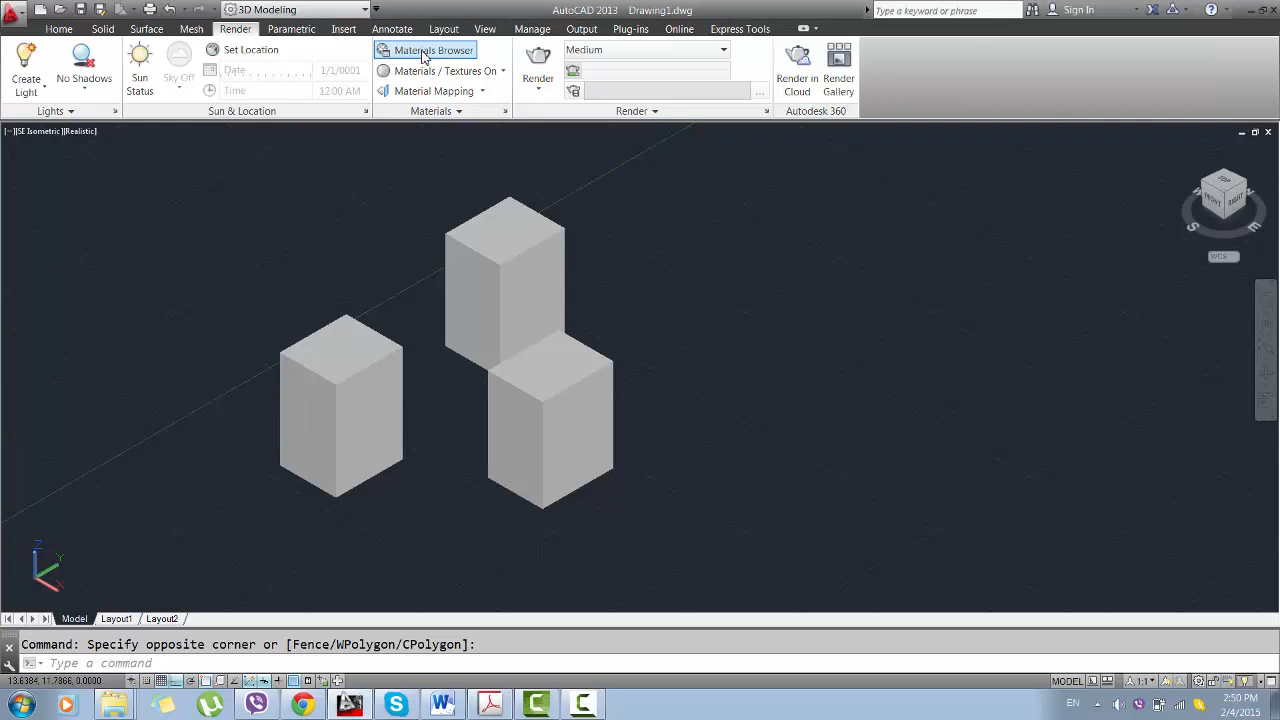 3D Modeling
AutoCAD 2013 Drawing1.dwg
Type a keyword or phrase
Sign In
Home Solid Surface Mesh Render Parametric Insert Annotate Layout View Manage Output Plug-ins Online Express Tools
Create Light
No Shadows
Sun Status
Sky Off
Set Location
Date 1/1/0001
Time 12:00 AM
Materials Browser
Materials / Textures On
Material Mapping
Render
Medium
Render in Cloud
Render Gallery
Lights
Sun & Location
Materials
Render
Autodesk 360
[−][SE Isometric][Realistic]
TOP
FRONT
RIGHT
S
E
WCS
Z
Y
X
Model Layout1 Layout2
Command: Specify opposite corner or [Fence/WPolygon/CPolygon]:
Type a command
13.6384, 11.7866, 0.0000
MODEL
1:1
EN
2:50 PM
2/4/2015